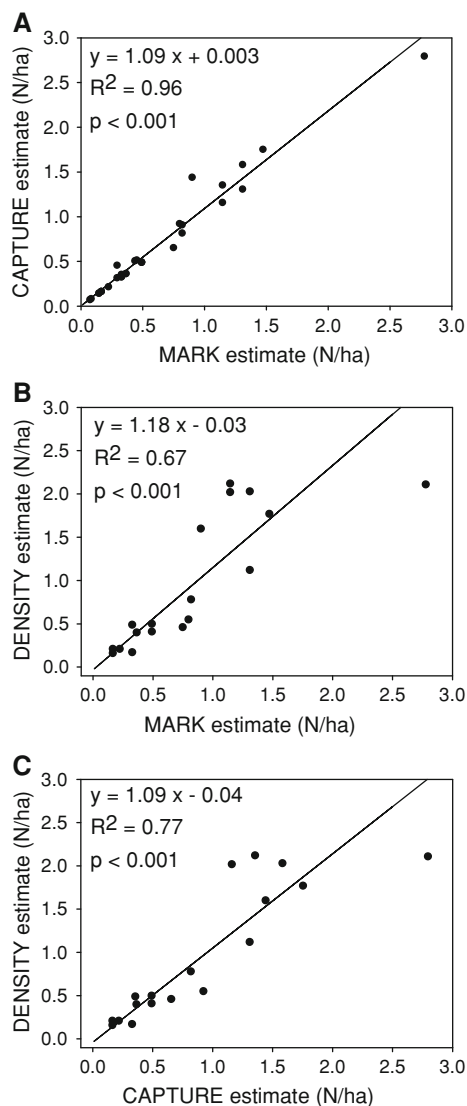 A
y = 1.09 x + 0.003
R² = 0.96
p < 0.001
CAPTURE estimate (N/ha)
3.0
2.5
2.0
1.5
1.0
0.5
0.0
0.0 0.5 1.0 1.5 2.0 2.5 3.0
MARK estimate (N/ha)
B
y = 1.18 x - 0.03
R² = 0.67
p < 0.001
DENSITY estimate (N/ha)
3.0
2.5
2.0
1.5
1.0
0.5
0.0
0.0 0.5 1.0 1.5 2.0 2.5 3.0
MARK estimate (N/ha)
C
y = 1.09 x - 0.04
R² = 0.77
p < 0.001
DENSITY estimate (N/ha)
3.0
2.5
2.0
1.5
1.0
0.5
0.0
0.0 0.5 1.0 1.5 2.0 2.5 3.0
CAPTURE estimate (N/ha)